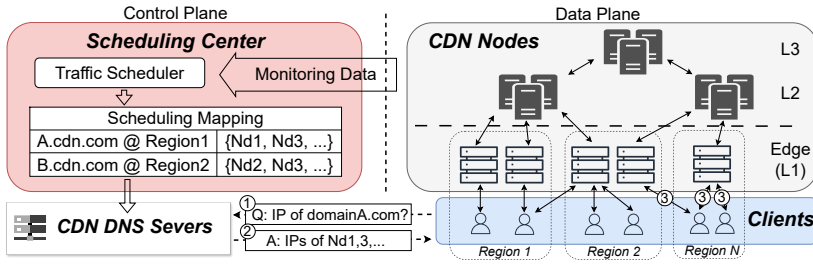 Control Plane
Data Plane
Scheduling Center
Traffic Scheduler
Monitoring Data
Scheduling Mapping
A.cdn.com @ Region1 {Nd1, Nd3, ...}
B.cdn.com @ Region2 {Nd2, Nd3, ...}
CDN DNS Severs
1
Q: IP of domainA.com?
2
A: IPs of Nd1,3,...
CDN Nodes
L3
L2
Edge
(L1)
3
3
3
Clients
Region 1
Region 2
Region N